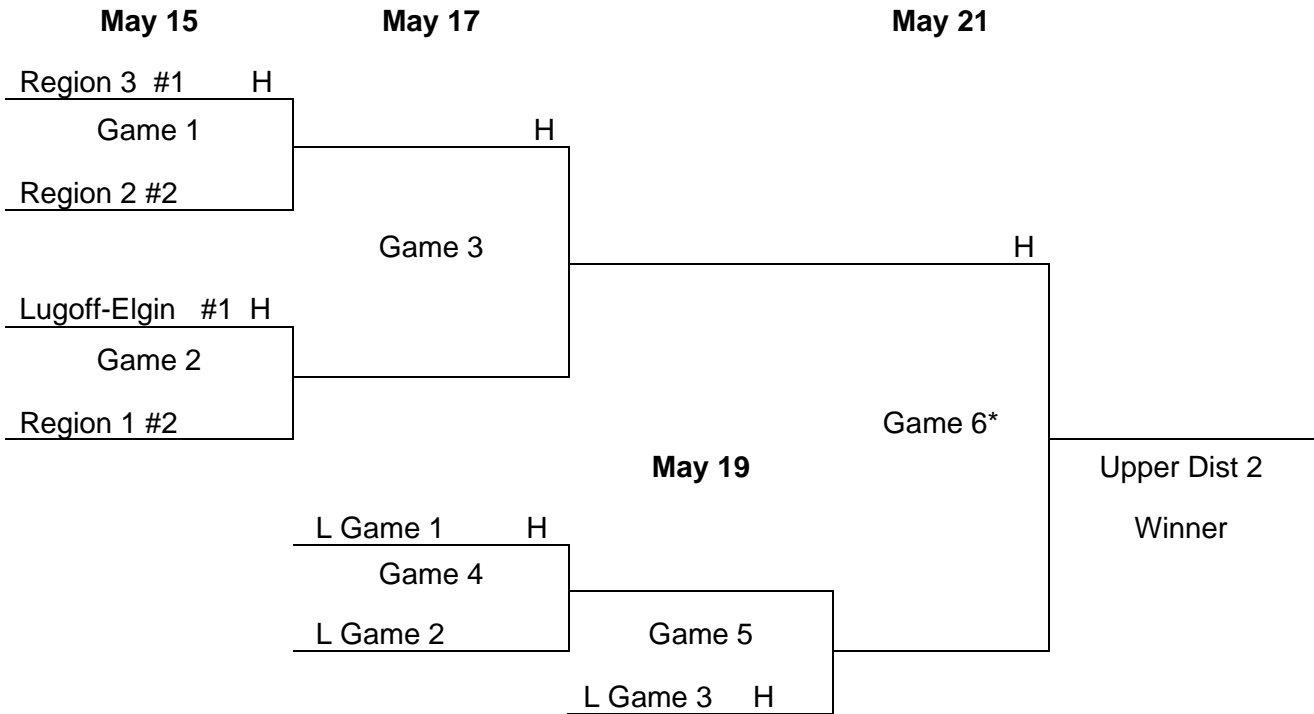 May 15 May 17 May 21
Region 3 #1 H
Game 1 H
Region 2 #2
Game 3 H
Lugoff-Elgin #1 H
Game 2
Region 1 #2 Game 6*
May 19 Upper Dist 2
L Game 1 H Winner
Game 4
L Game 2 Game 5
L Game 3 H